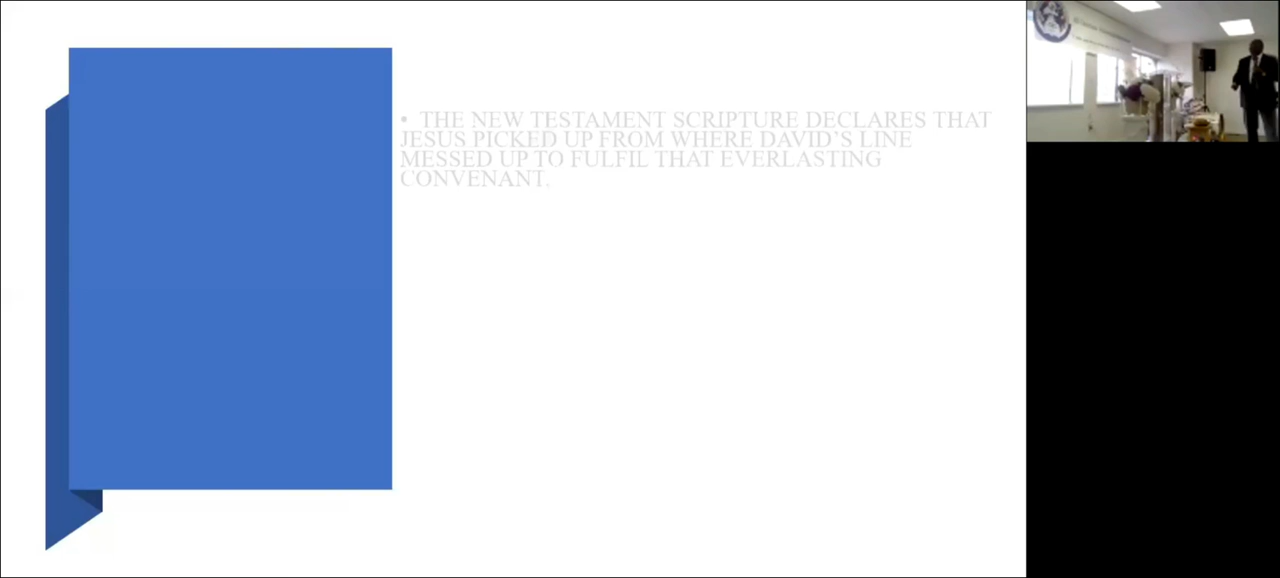 • THE NEW TESTAMENT SCRIPTURE DECLARES THAT
JESUS PICKED UP FROM WHERE DAVID'S LINE
MESSED UP TO FULFIL THAT EVERLASTING
CONVENANT.